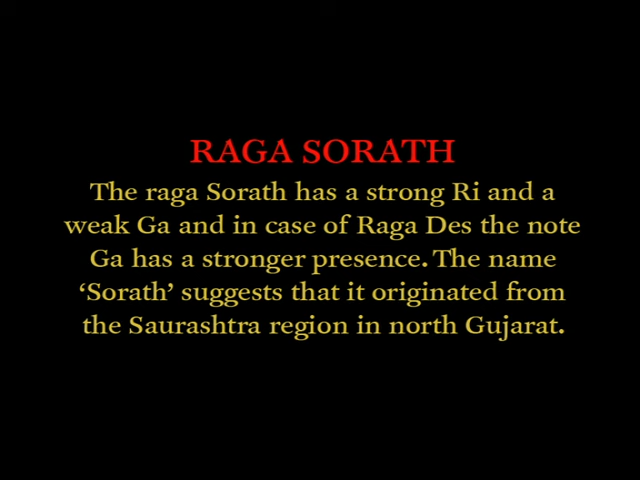 RAGA SORATH
The raga Sorath has a strong Ri and a
weak Ga and in case of Raga Des the note
Ga has a stronger presence. The name
‘Sorath’ suggests that it originated from
the Saurashtra region in north Gujarat.